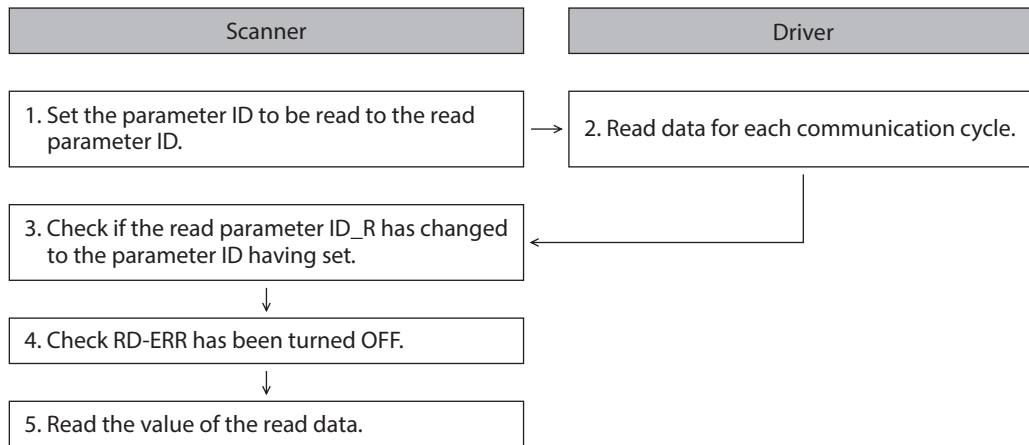 Scanner
Driver
1. Set the parameter ID to be read to the read
parameter ID.
2. Read data for each communication cycle.
3. Check if the read parameter ID_R has changed
to the parameter ID having set.
4. Check RD-ERR has been turned OFF.
5. Read the value of the read data.